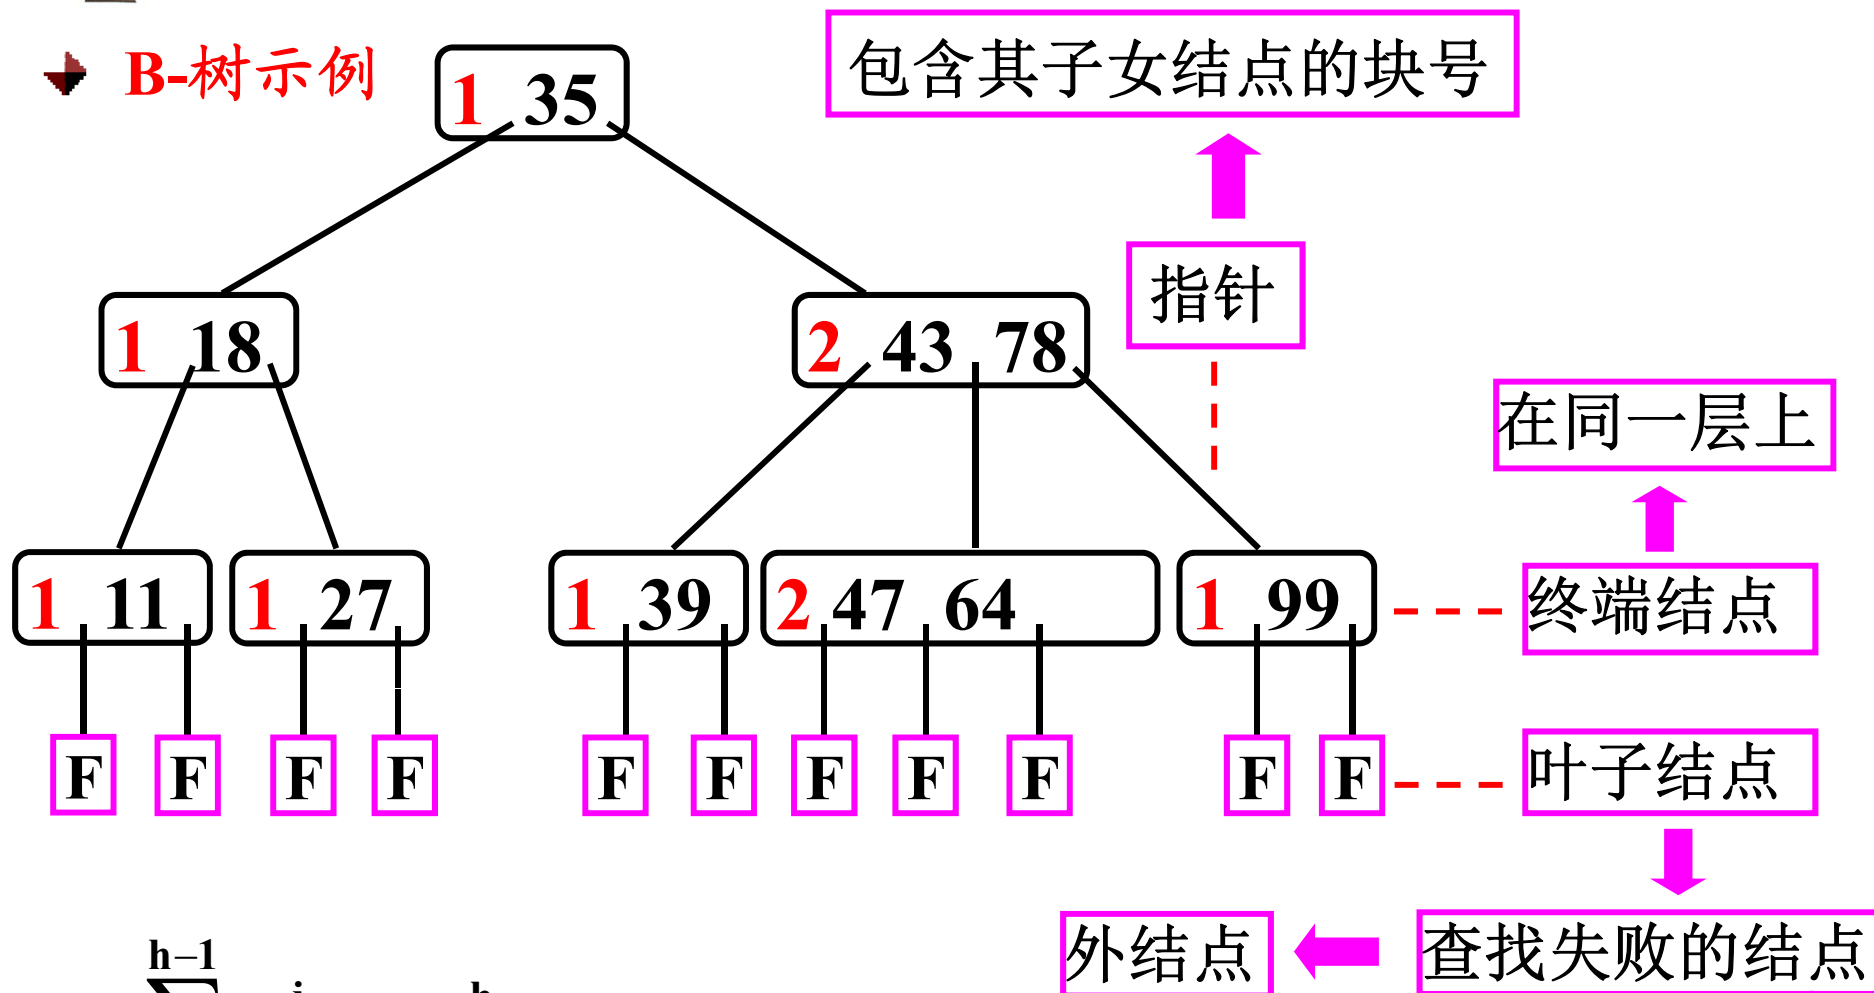 B-树示例
1 35
包含其子女结点的块号
指针
1 18
2 43 78
在同一层上
1 11
1 27
1 39
2 47 64
1 99
终端结点
F F F F F F F F F F F
叶子结点
外结点
查找失败的结点
h−1